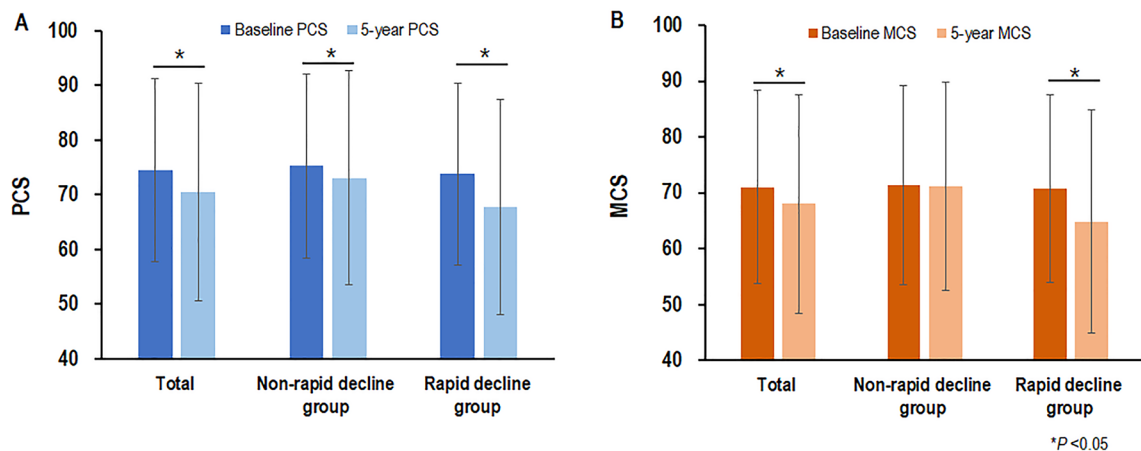 A
Baseline PCS 5-year PCS
100
90
80
70
60
50
40
PCS
* * *
Total
Non-rapid decline
group
Rapid decline
group
B
Baseline MCS 5-year MCS
100
90
80
70
60
50
40
MCS
* *
Total
Non-rapid decline
group
Rapid decline
group
*P <0.05